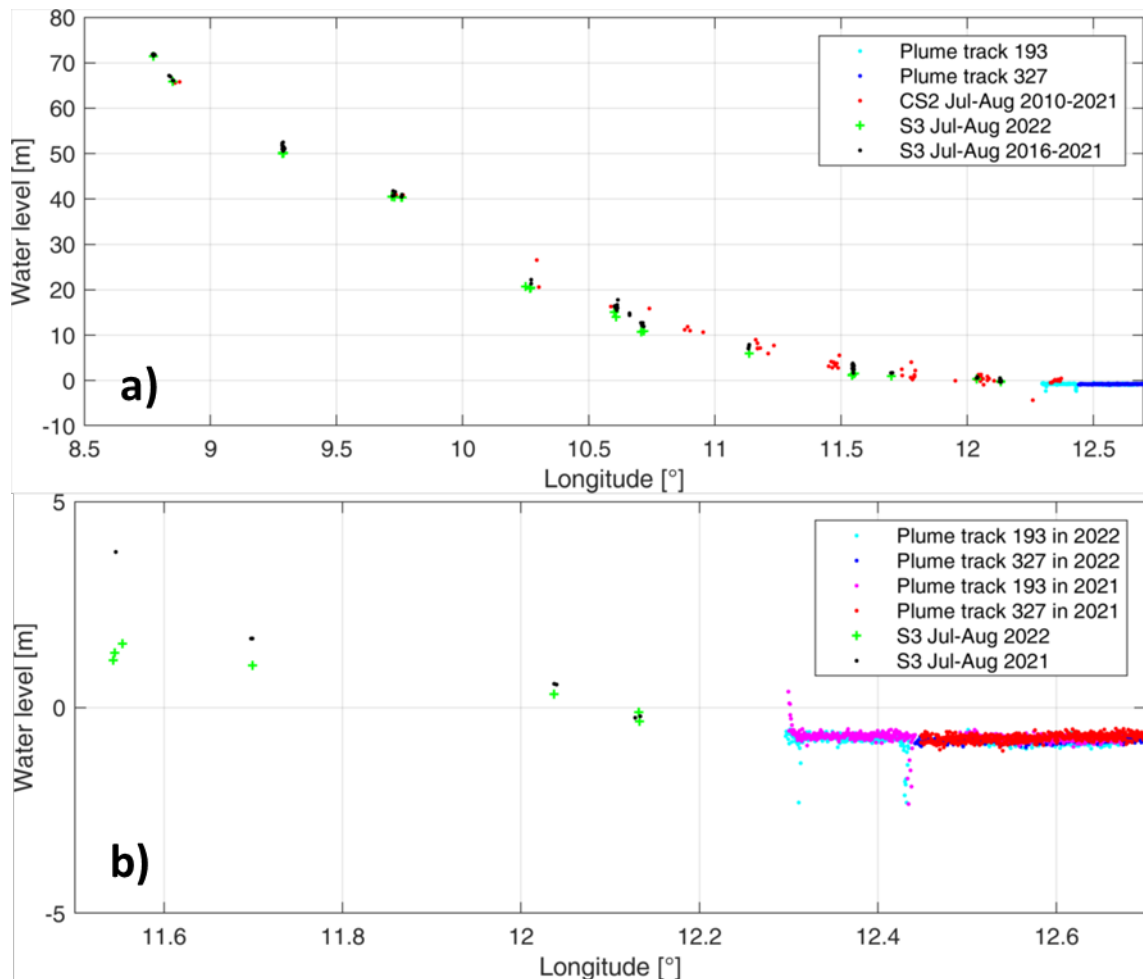 80
70
60
50
40
30
20
10
0
-10
Water level [m]
Plume track 193
Plume track 327
CS2 Jul-Aug 2010-2021
S3 Jul-Aug 2022
S3 Jul-Aug 2016-2021
a)
8.5 9 9.5 10 10.5 11 11.5 12 12.5
Longitude [°]
5
0
-5
Water level [m]
Plume track 193 in 2022
Plume track 327 in 2022
Plume track 193 in 2021
Plume track 327 in 2021
S3 Jul-Aug 2022
S3 Jul-Aug 2021
b)
11.6 11.8 12 12.2 12.4 12.6
Longitude [°]